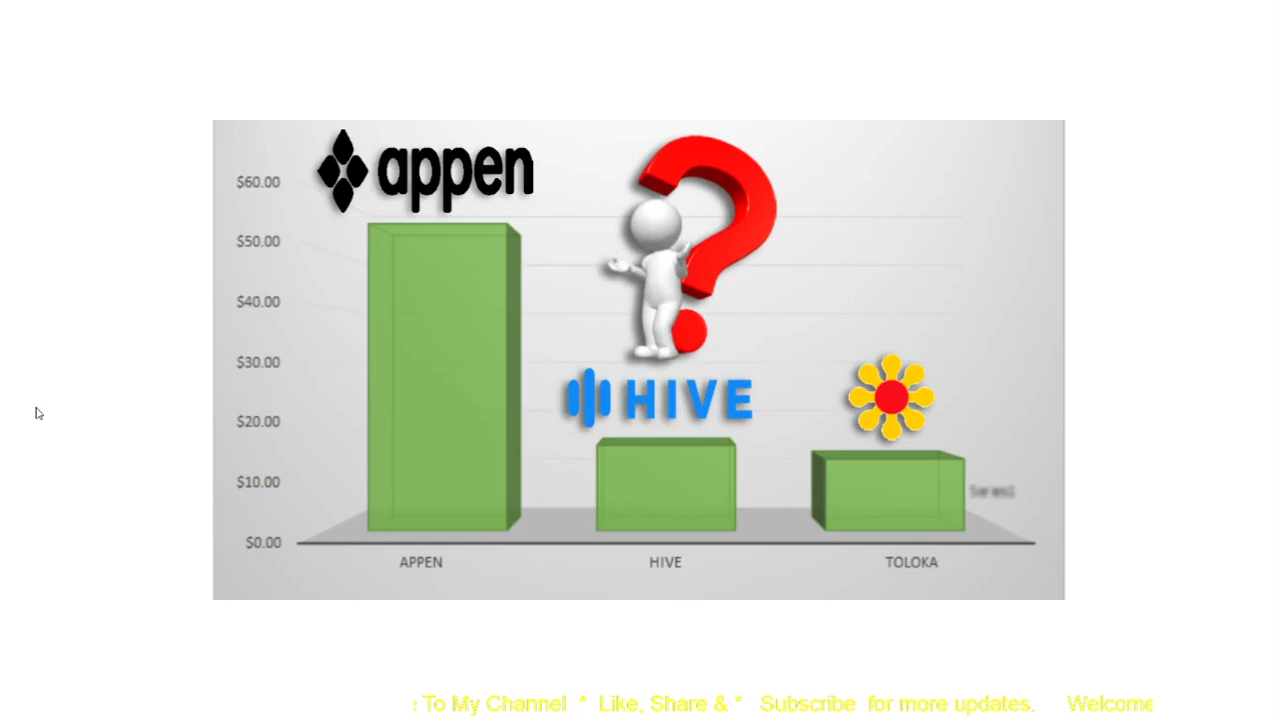 appen
$60.00
$50.00
$40.00
$30.00
$20.00
$10.00
$0.00
?
HIVE
Series1
APPEN HIVE TOLOKA
To My Channel * Like, Share & * Subscribe for more updates. Welcome